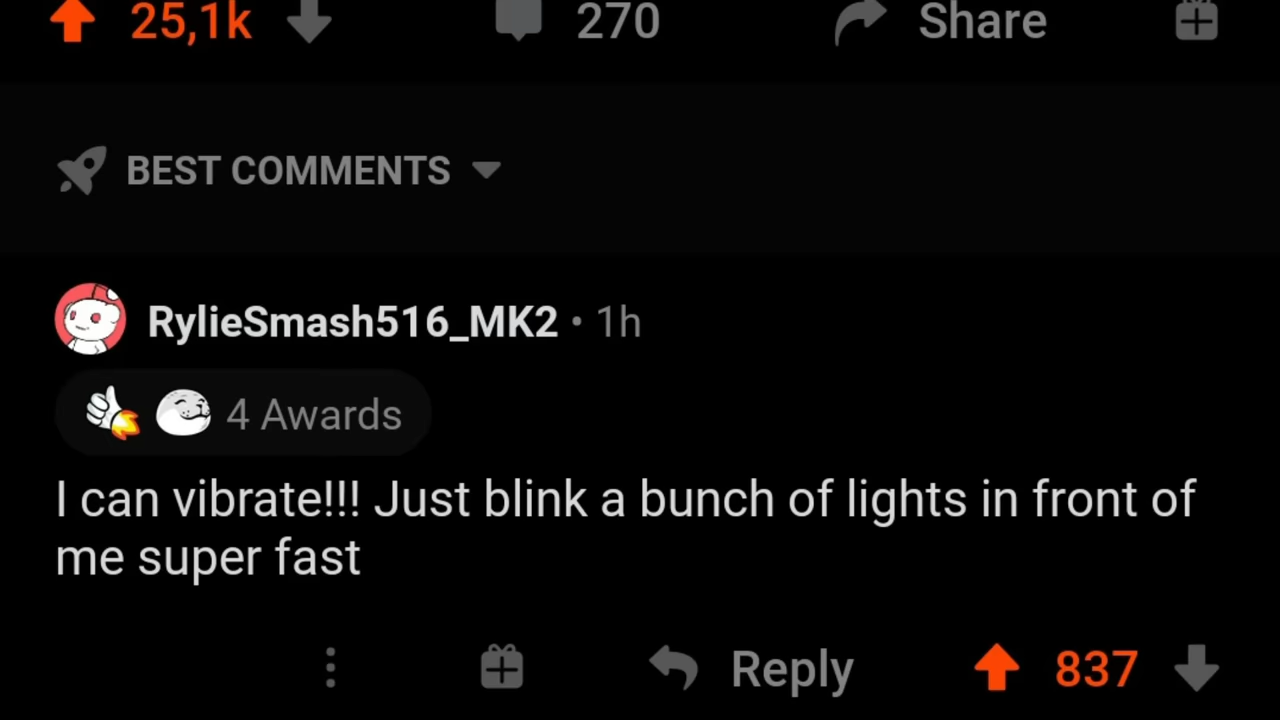 25,1k 270 Share
BEST COMMENTS
RylieSmash516_MK2 • 1h
4 Awards
I can vibrate!!! Just blink a bunch of lights in front of
me super fast
Reply 837